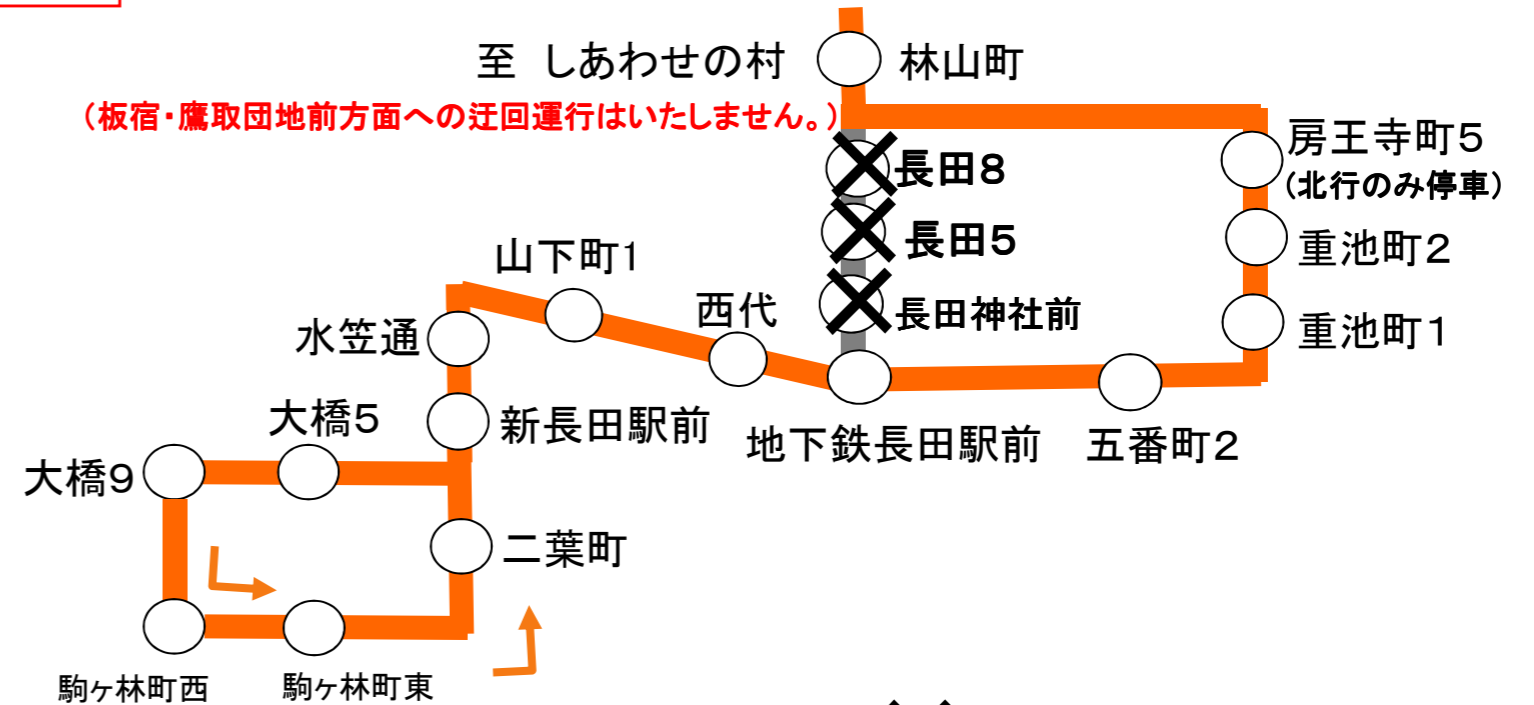 至 しあわせの村
林山町
（板宿・鷹取団地前方面への迂回運行はいたしません。）
房王寺町５
（北行のみ停車）
長田８
長田５
重池町２
山下町1
西代
長田神社前
重池町１
水笠通
大橋５
新長田駅前
地下鉄長田駅前
五番町２
大橋９
二葉町
駒ヶ林町西
駒ヶ林町東